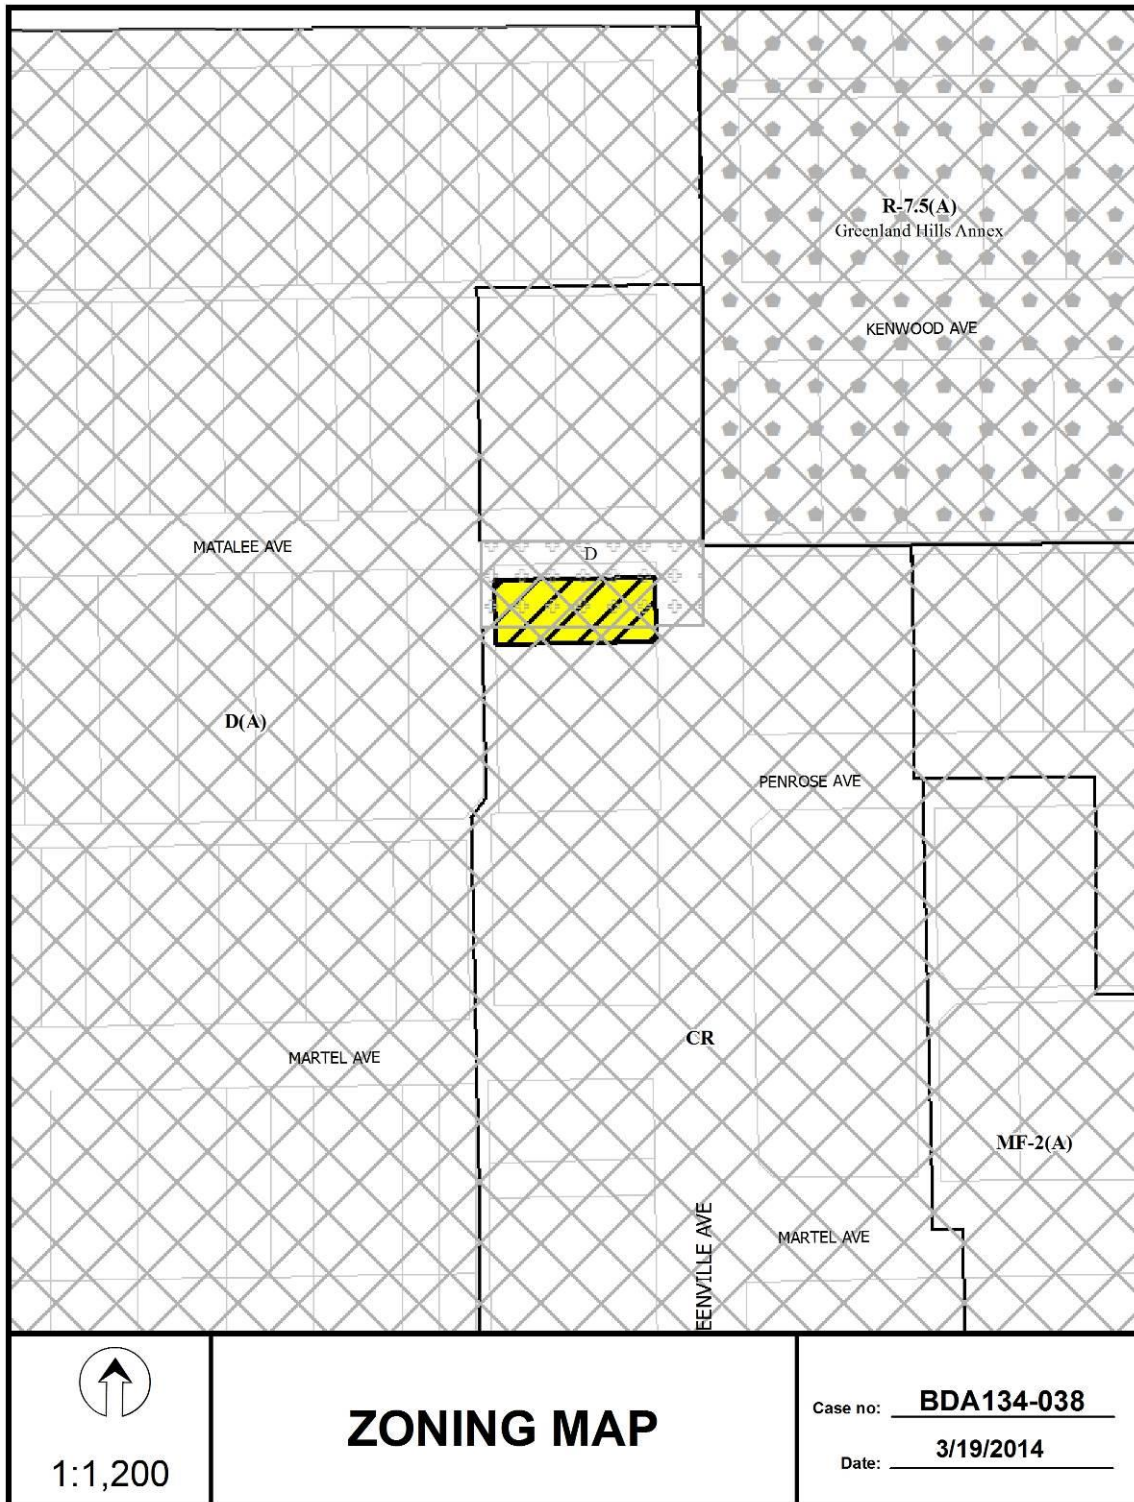 R-7.5(A)
Greenland Hills Annex
KENWOOD AVE
MATALEE AVE
D
D(A)
PENROSE AVE
CR
MARTEL AVE
MF-2(A)
EENVILLE AVE
MARTEL AVE
1:1,200
ZONING MAP
Case no: BDA134-038
Date: 3/19/2014